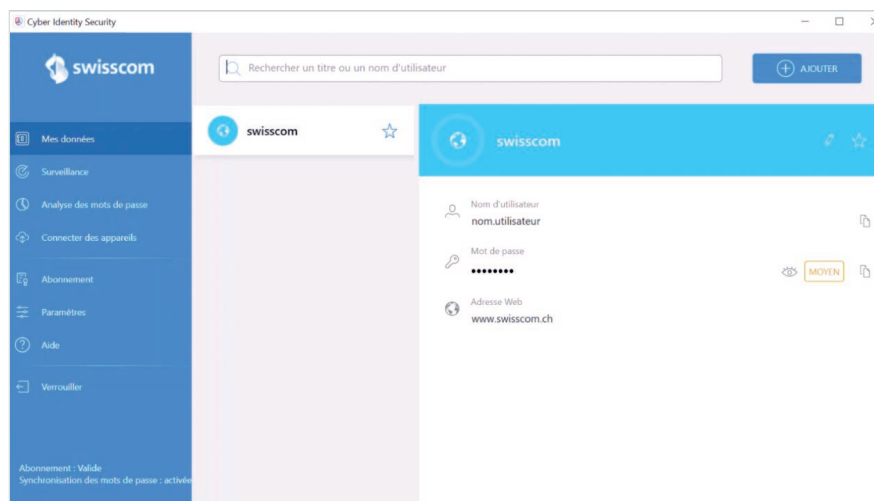 Cyber Identity Security
swisscom
Rechercher un titre ou un nom d'utilisateur
AJOUTER
Mes données
Surveillance
Analyse des mots de passe
Connecter des appareils
Abonnement
Paramètres
Aide
Verrouiller
Abonnement : Valide
Synchronisation des mots de passe : activée
swisscom
swisscom
Nom d'utilisateur
nom.utilisateur
Mot de passe
••••••••
MOYEN
Adresse Web
www.swisscom.ch